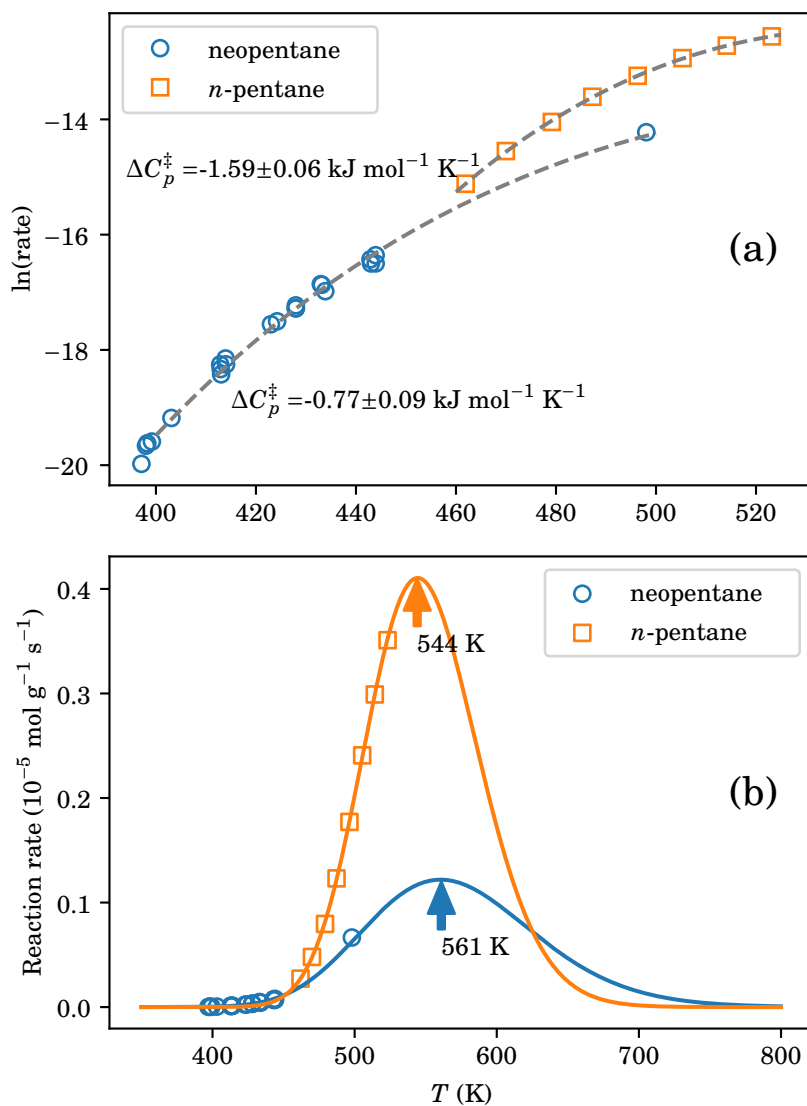 neopentane
n-pentane
ΔC‡p =-1.59±0.06 kJ mol−1 K−1
(a)
ΔC‡p =-0.77±0.09 kJ mol−1 K−1
ln(rate)
−14
−16
−18
−20
400 420 440 460 480 500 520
neopentane
n-pentane
544 K
(b)
561 K
Reaction rate (10−5 mol g−1 s−1)
0.4
0.3
0.2
0.1
0.0
400 500 600 700 800
T (K)